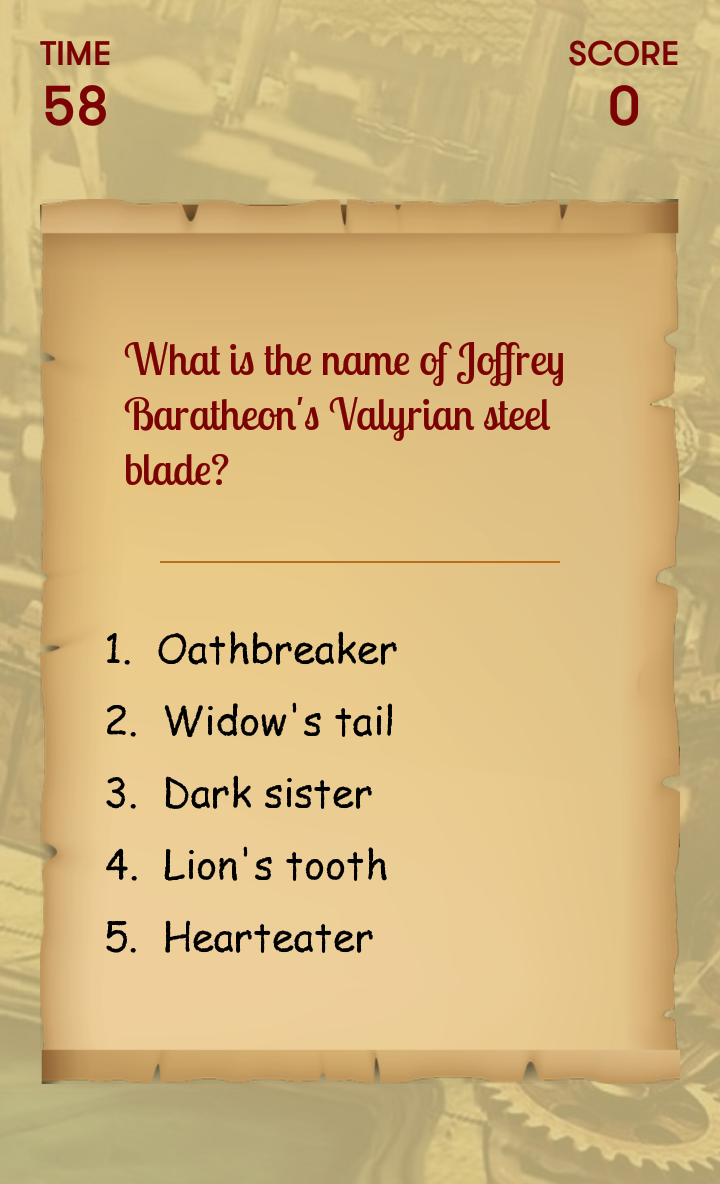 TIME
SCORE
58
0
What is the name of Joffrey
Baratheon's Valyrian steel
blade?
1. Oathbreaker
2. Widow's tail
3. Dark sister
4. Lion's tooth
5. Hearteater